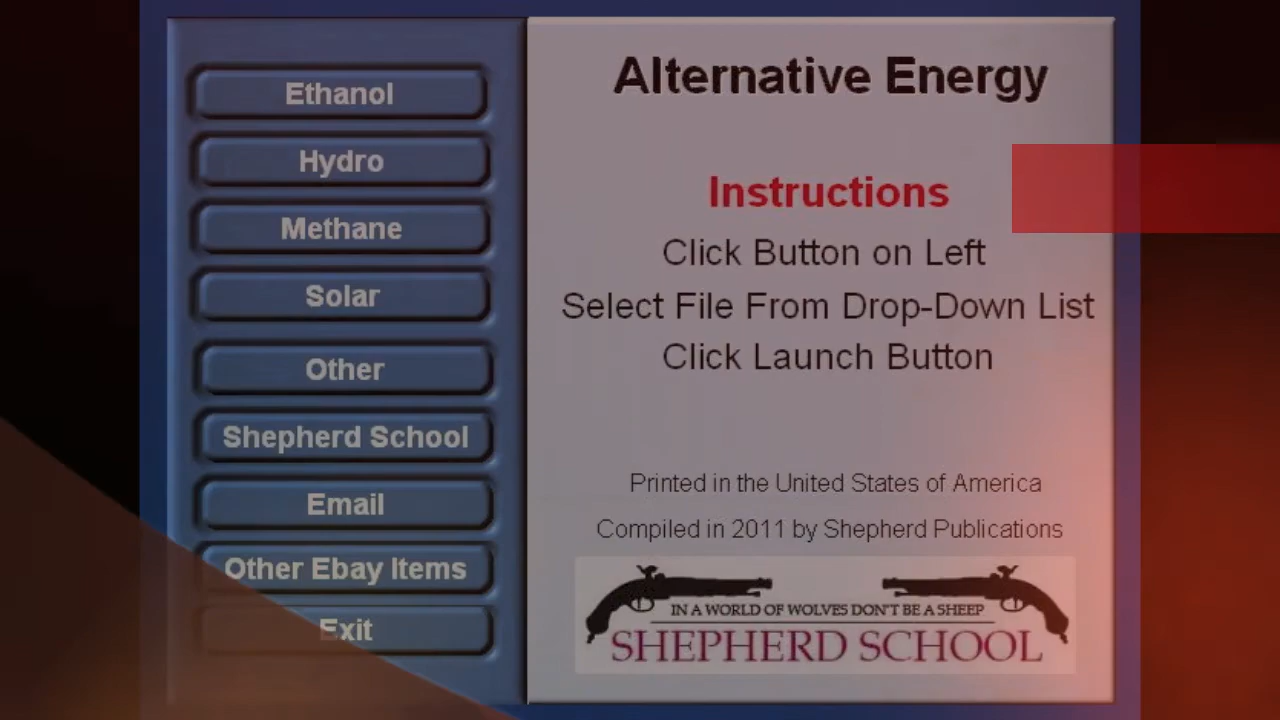 Ethanol
Hydro
Methane
Solar
Other
Shepherd School
Email
Other Ebay Items
Exit
Alternative Energy
Instructions
Click Button on Left
Select File From Drop-Down List
Click Launch Button
Printed in the United States of America
Compiled in 2011 by Shepherd Publications
IN A WORLD OF WOLVES DON'T BE A SHEEP
SHEPHERD SCHOOL